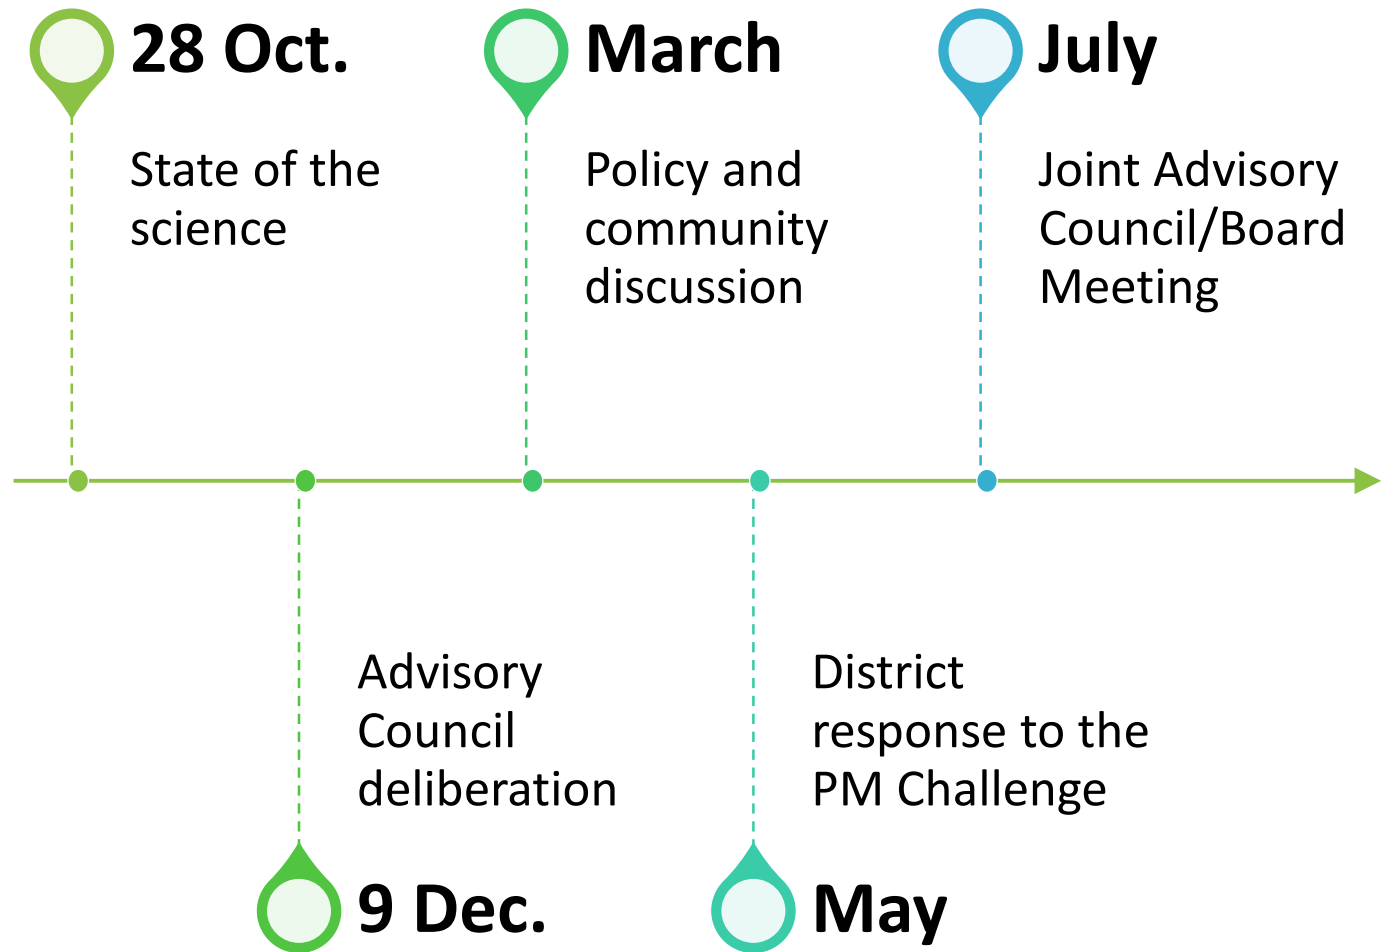 28 Oct.
State of the
science
9 Dec.
Advisory
Council
deliberation
March
Policy and
community
discussion
May
District
response to the
PM Challenge
July
Joint Advisory
Council/Board
Meeting